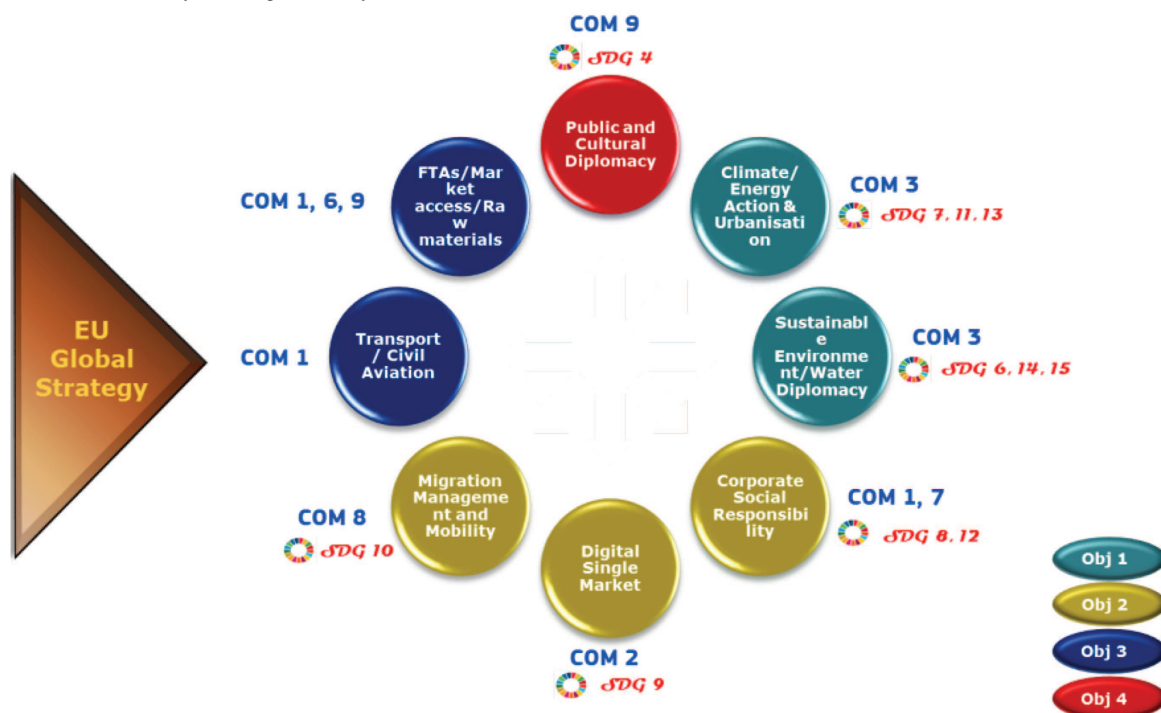 COM 9
SDG 4
Public and
Cultural
Diplomacy
FTAs/Mar
ket
access/Ra
w
materials
COM 1, 6, 9
Climate/
Energy
Action &
Urbanisati
on
COM 3
SDG 7, 11, 13
EU
Global
Strategy
COM 1
Transport
/ Civil
Aviation
Sustainabl
e
Environme
nt/Water
Diplomacy
COM 3
SDG 6, 14, 15
Migration
Manageme
nt and
Mobility
COM 8
SDG 10
Corporate
Social
Responsibi
lity
COM 1, 7
SDG 8, 12
Digital
Single
Market
COM 2
SDG 9
Obj 1
Obj 2
Obj 3
Obj 4